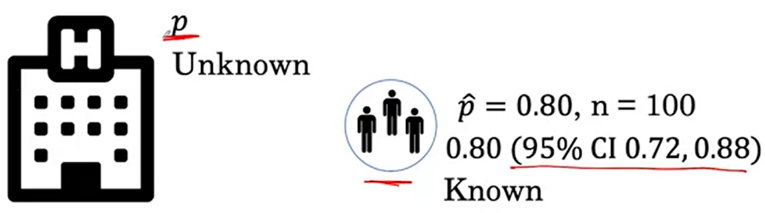 H
p
Unknown
p̂ = 0.80, n = 100
0.80 (95% CI 0.72, 0.88)
Known